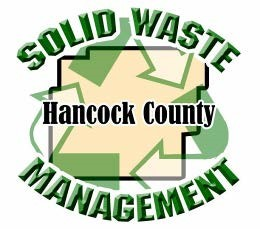 SOLID WASTE
Hancock County
MANAGEMENT